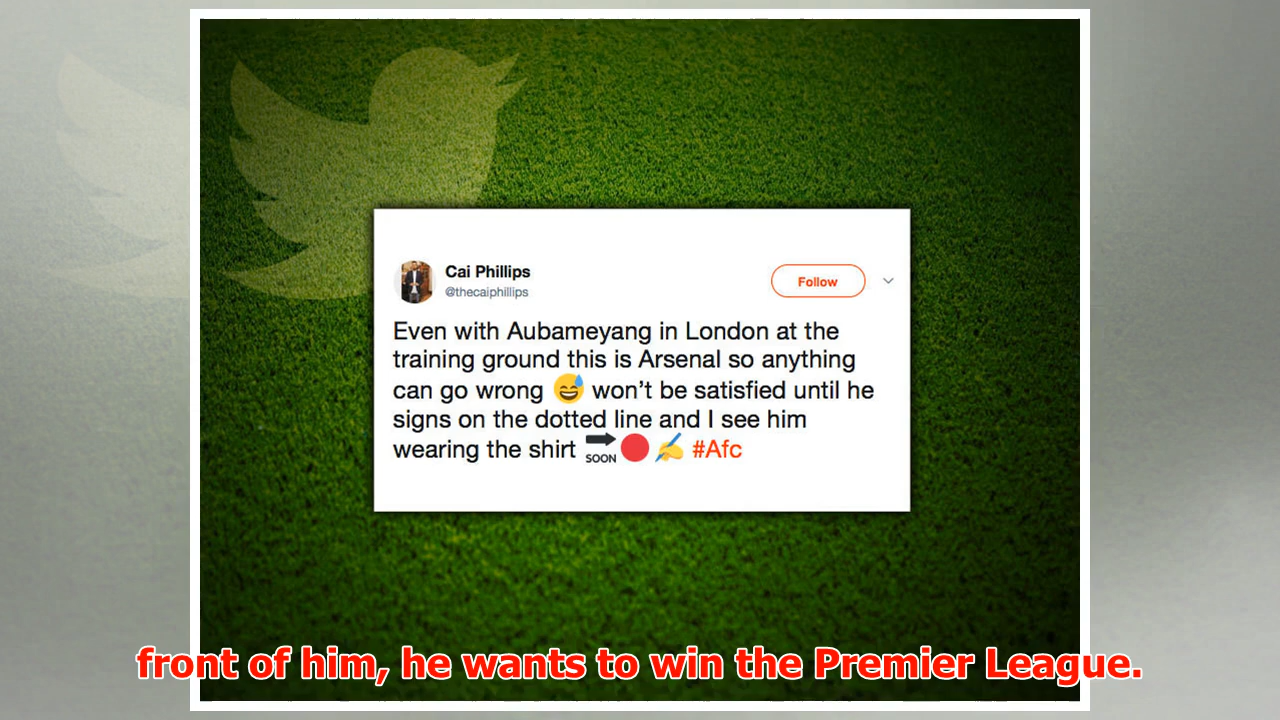 Cai Phillips
@thecaiphillips
Follow
Even with Aubameyang in London at the
training ground this is Arsenal so anything
can go wrong 😅 won’t be satisfied until he
signs on the dotted line and I see him
wearing the shirt 🔜🔴✍️ #Afc
front of him, he wants to win the Premier League.